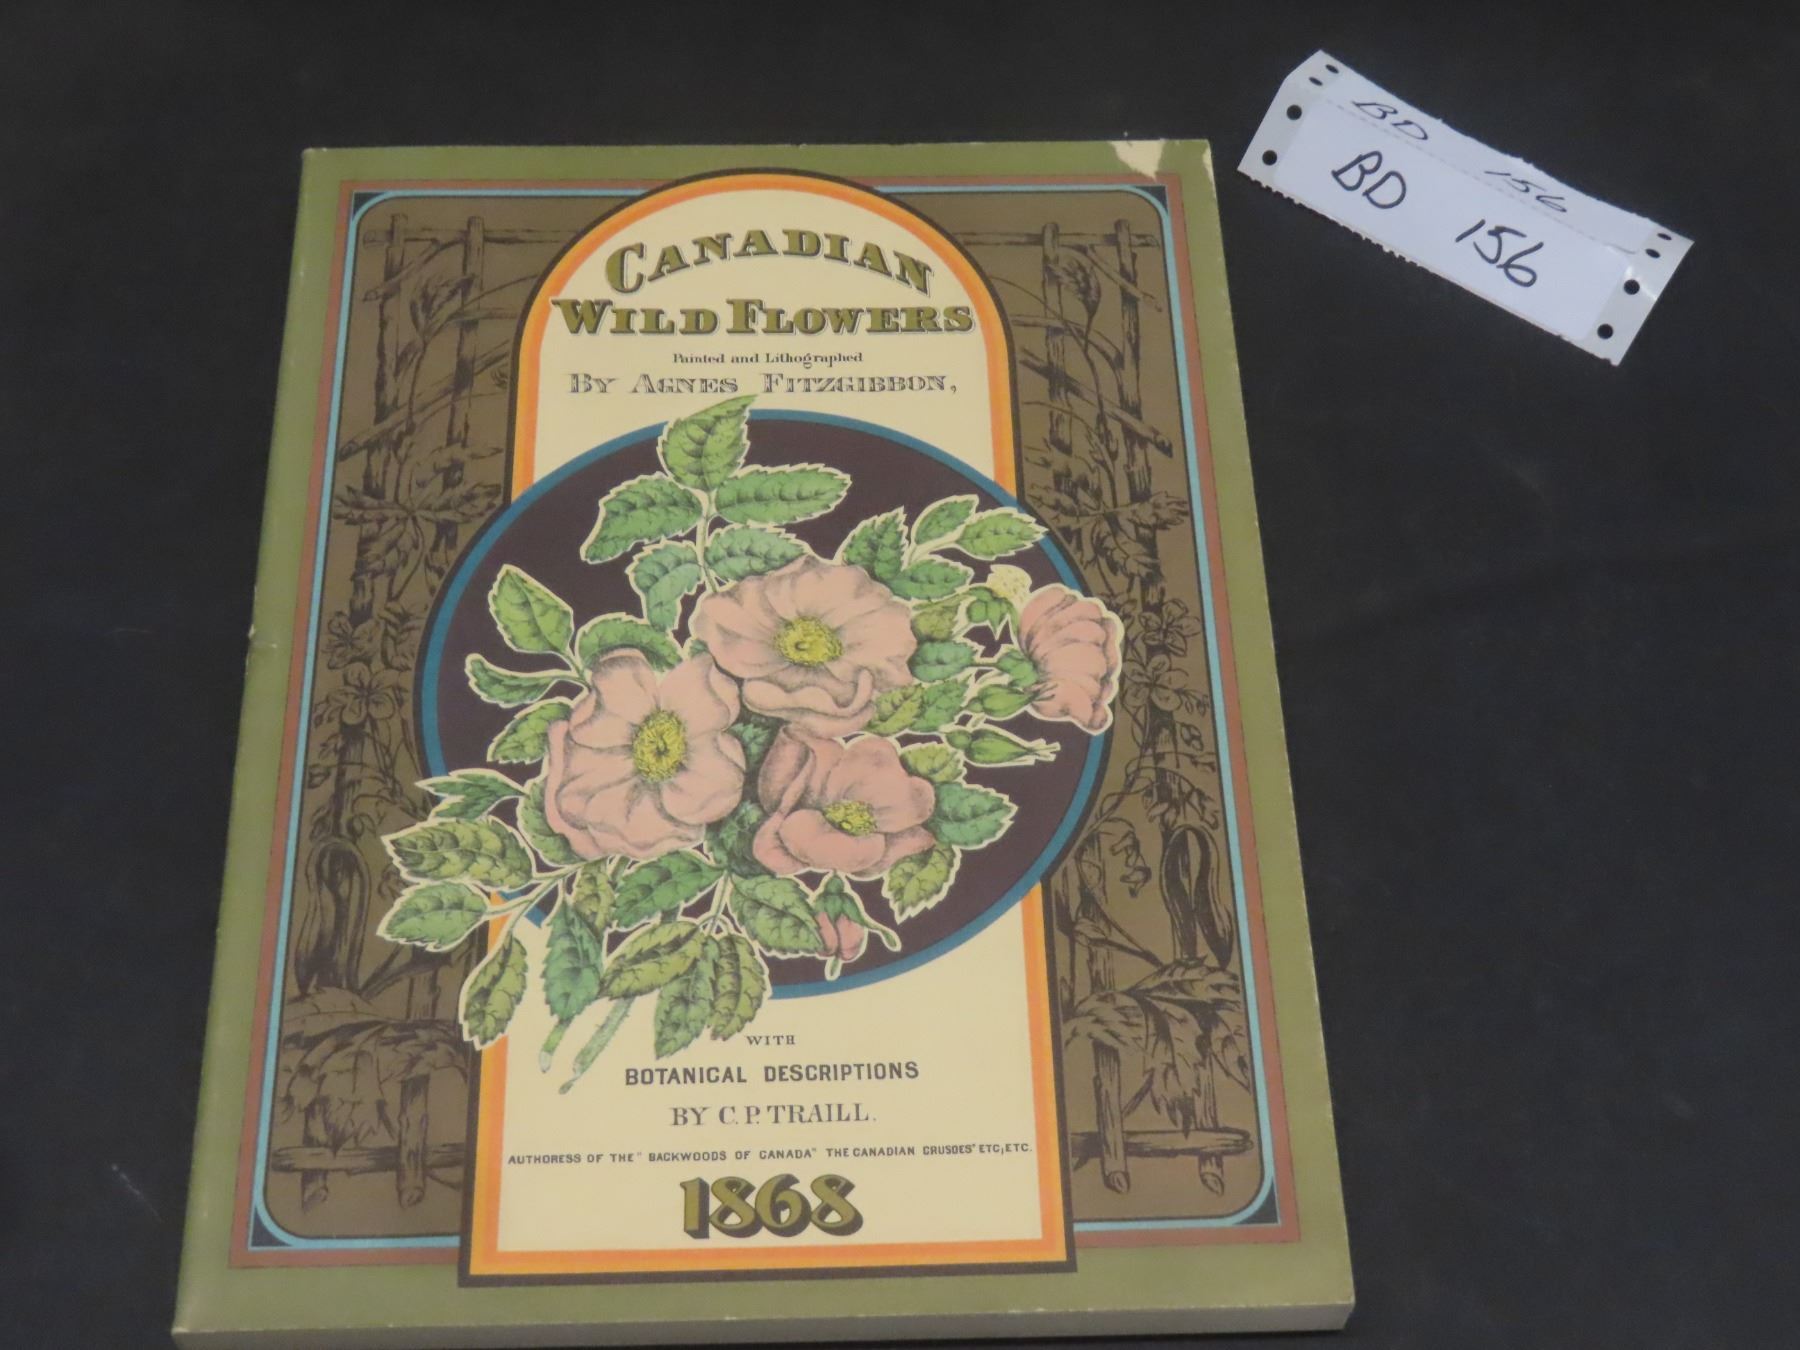 CANADIAN
WILD FLOWERS
Painted and Lithographed
BY AGNES FITZGIBBON,
WITH
BOTANICAL DESCRIPTIONS
BY C. P. TRAILL.
AUTHORESS OF THE "BACKWOODS OF CANADA" THE CANADIAN CRUSOES" ETC, ETC.
1868
BD 156
BD 156